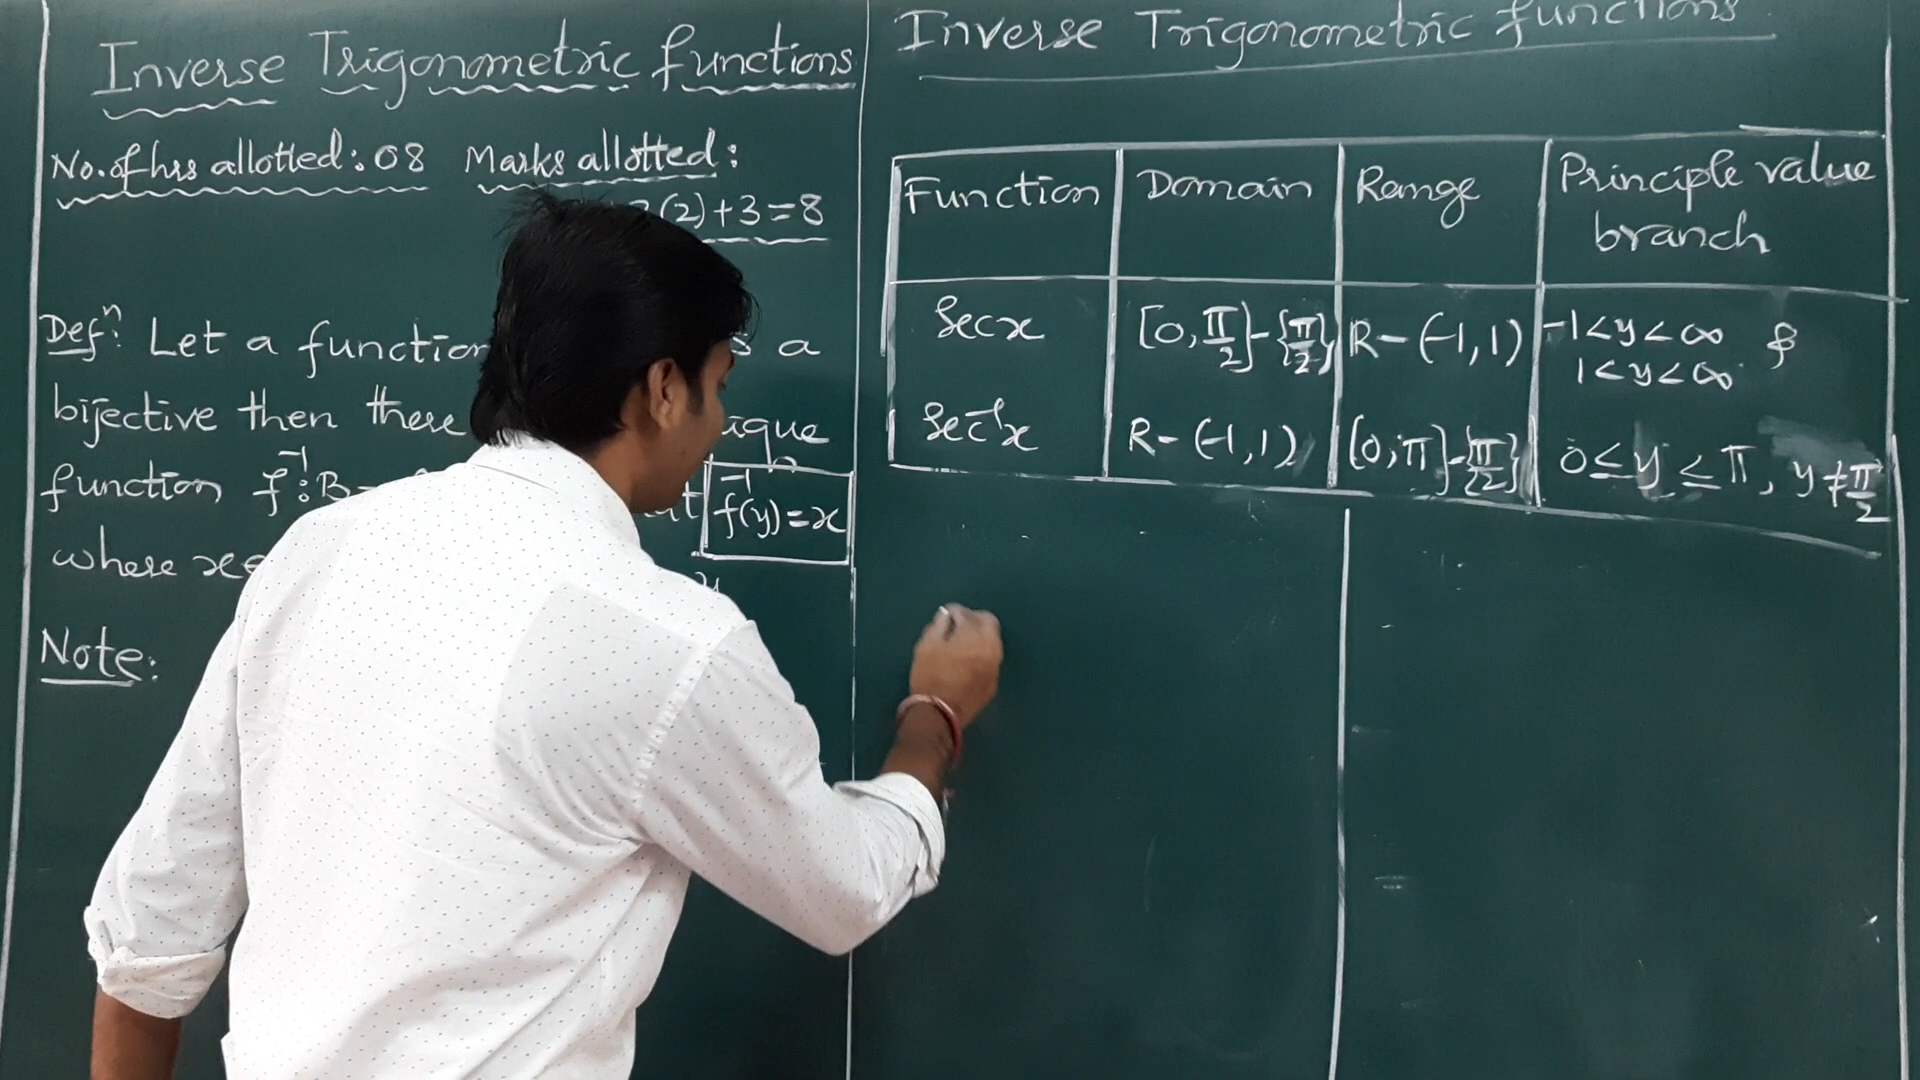 Inverse Trigonometric functions
No. of hrs allotted: 08 Marks allotted:
(2)+3=8
Defⁿ: Let a function a
bijective then there
function f⁻¹:B f⁻¹(y)=x
where x∈
Note:
Inverse Trigonometric functions
Function Domain Range Principle value branch
Secx [0,π/2]-{π/2} R-(-1,1) -1<y<∞ & 1<y<∞
Sec⁻¹x R-(-1,1) [0,π]-{π/2} 0≤y≤π, y≠π/2